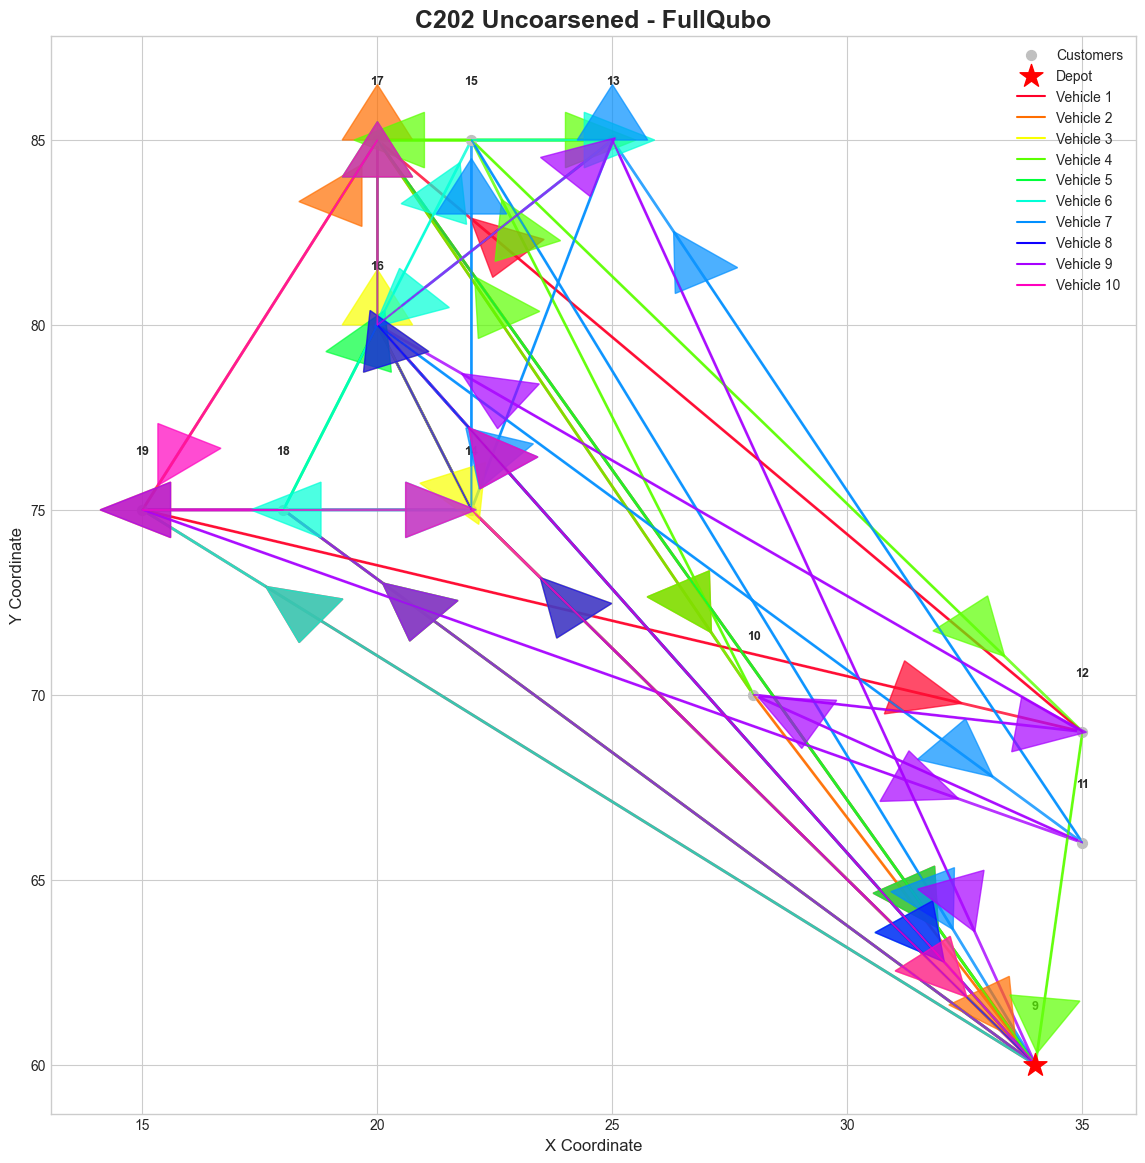 C202 Uncoarsened - FullQubo
Customers
Depot
Vehicle 1
Vehicle 2
Vehicle 3
Vehicle 4
Vehicle 5
Vehicle 6
Vehicle 7
Vehicle 8
Vehicle 9
Vehicle 10
17
15
13
16
19
18
10
12
11
9
85
80
75
70
65
60
Y Coordinate
15
20
25
30
35
X Coordinate